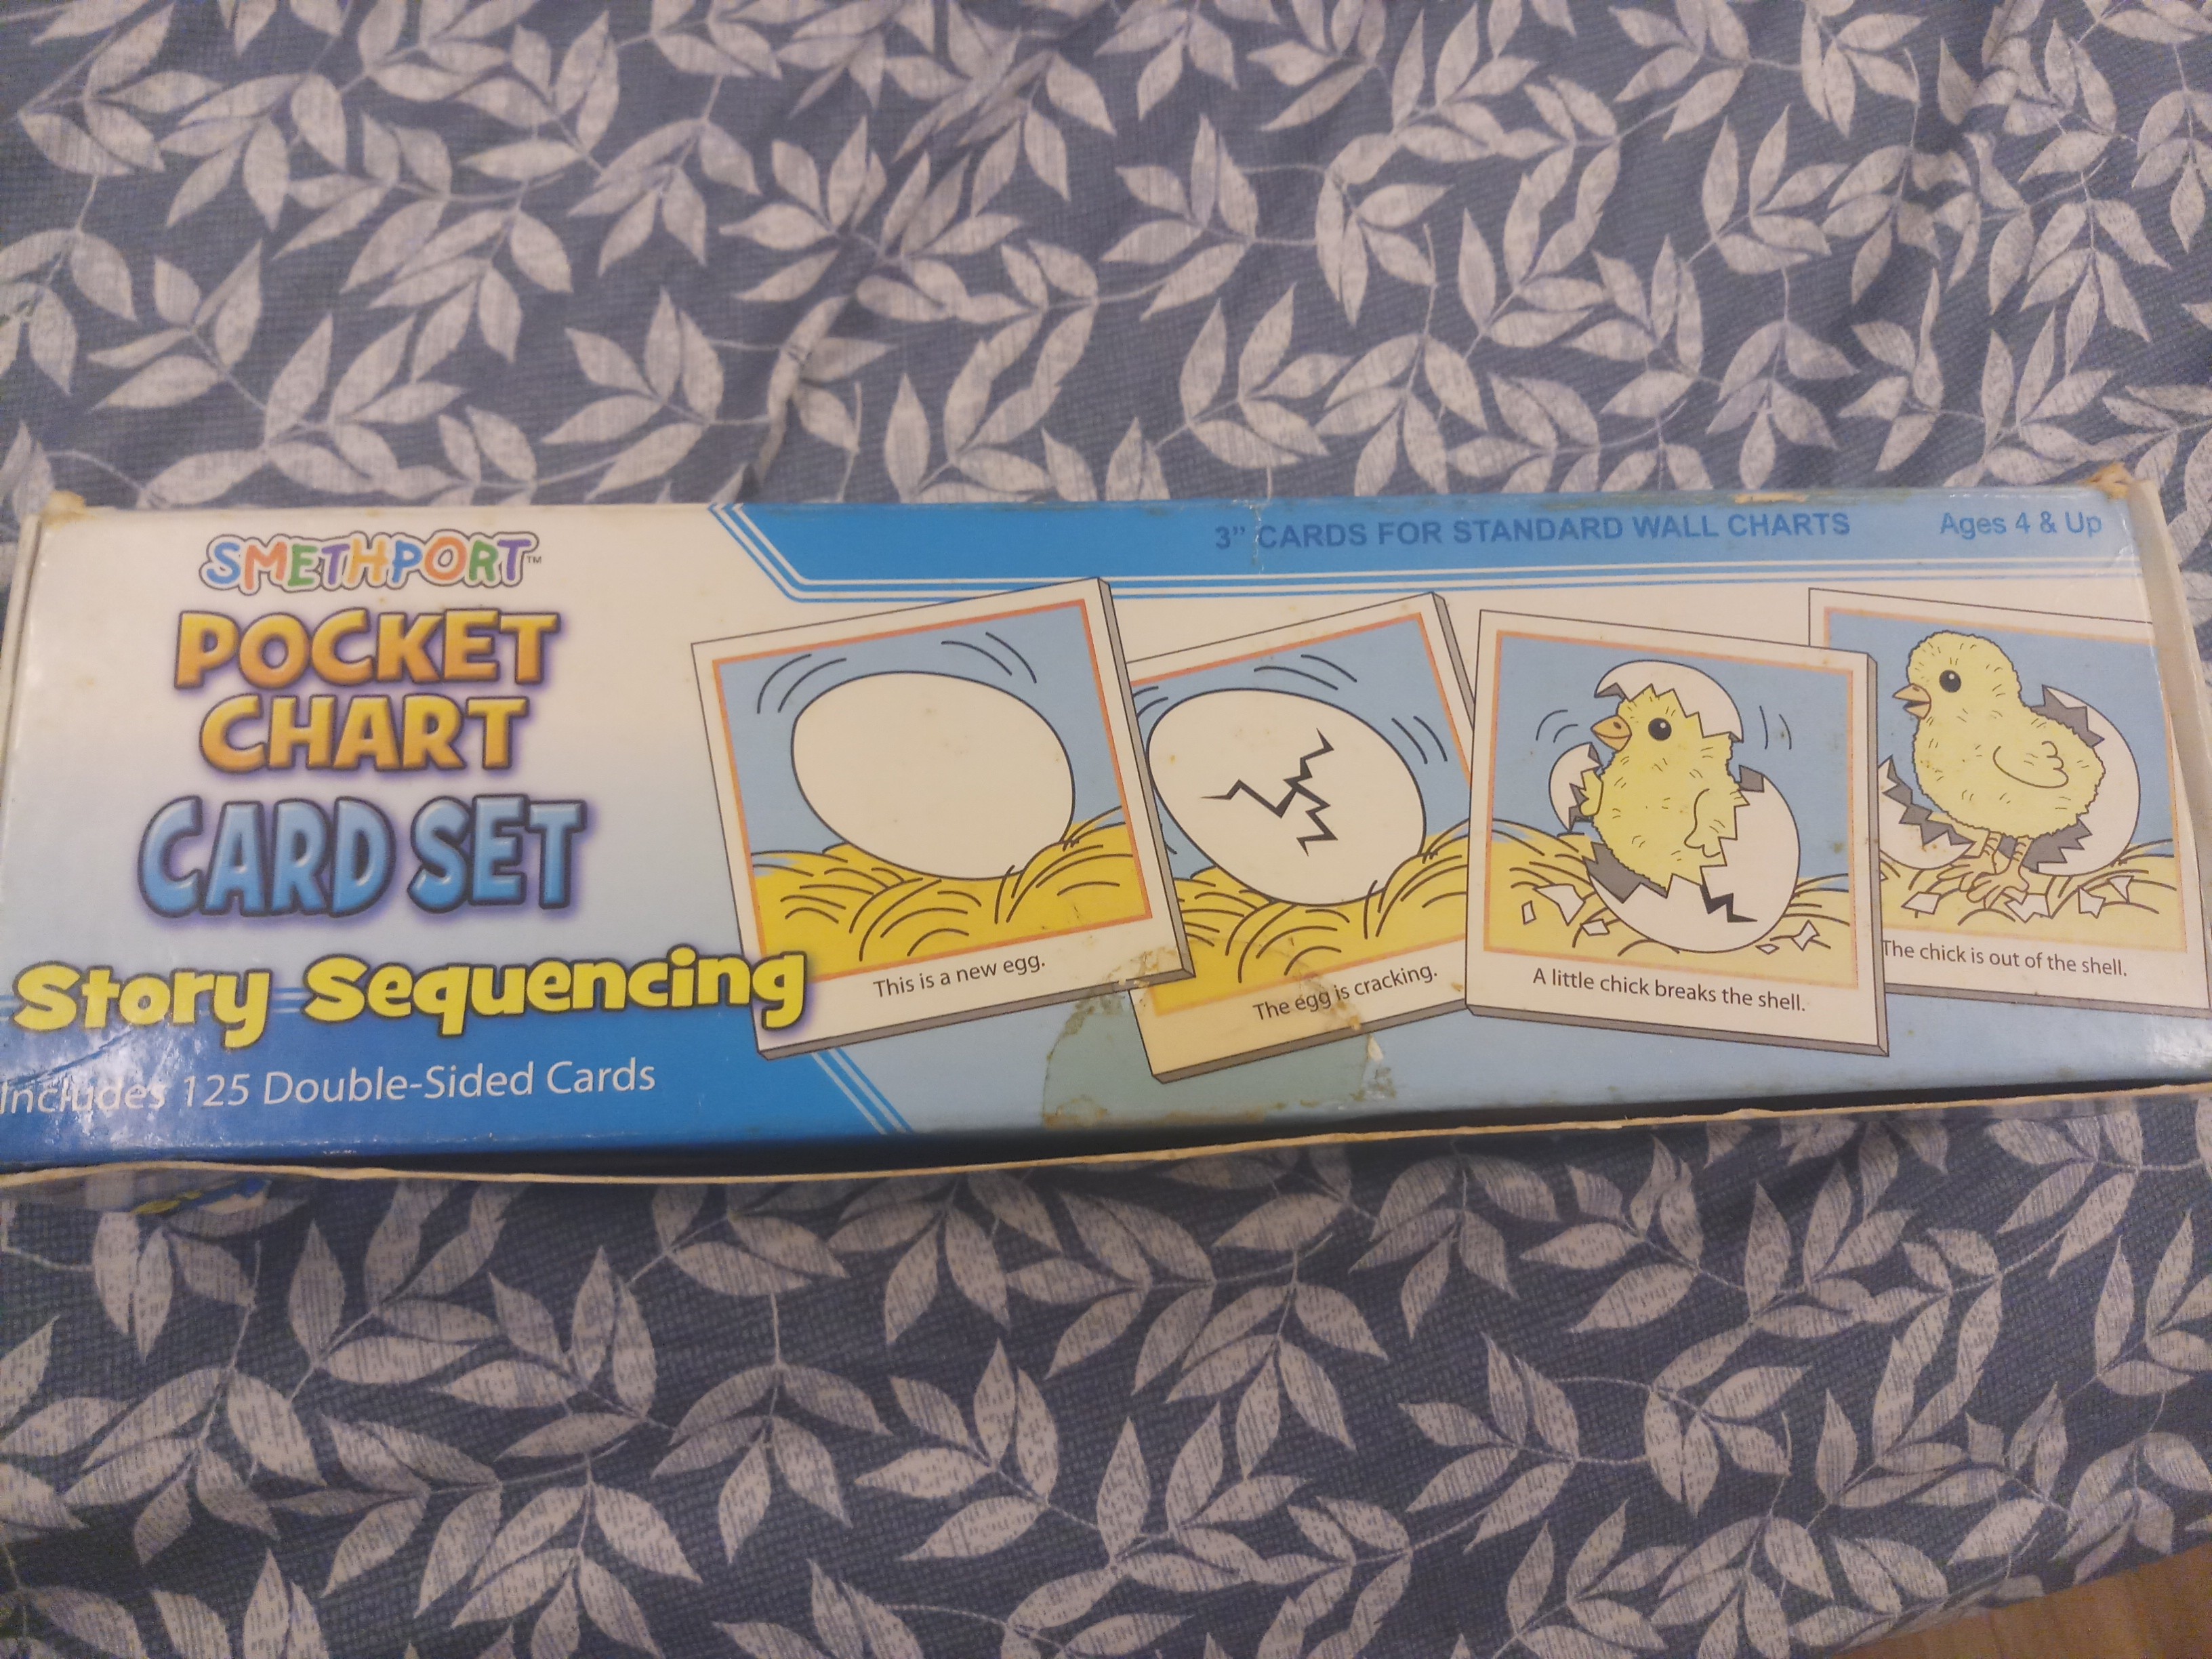 SMETHPORT™
POCKET
CHART
CARD SET
Story Sequencing
Includes 125 Double-Sided Cards
3" CARDS FOR STANDARD WALL CHARTS
Ages 4 & Up
This is a new egg.
The egg is cracking.
A little chick breaks the shell.
The chick is out of the shell.